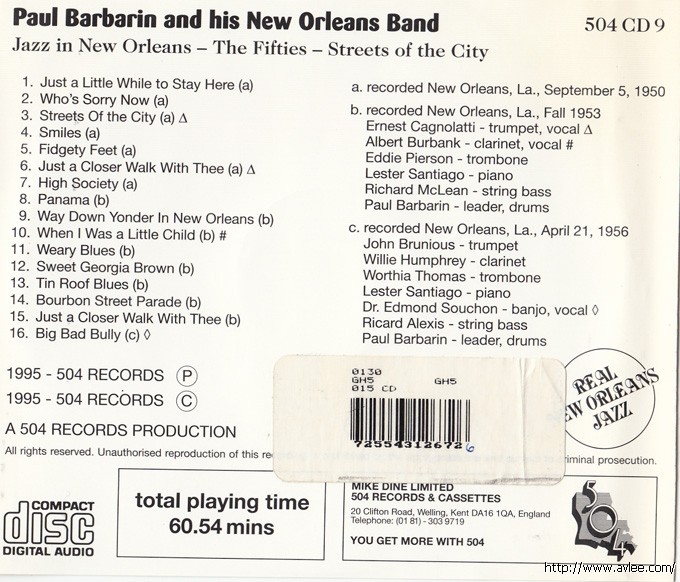 Paul Barbarin and his New Orleans Band
504 CD 9
Jazz in New Orleans – The Fifties – Streets of the City
1. Just a Little While to Stay Here (a)
2. Who's Sorry Now (a)
3. Streets Of the City (a) Δ
4. Smiles (a)
5. Fidgety Feet (a)
6. Just a Closer Walk With Thee (a) Δ
7. High Society (a)
8. Panama (b)
9. Way Down Yonder In New Orleans (b)
10. When I Was a Little Child (b) #
11. Weary Blues (b)
12. Sweet Georgia Brown (b)
13. Tin Roof Blues (b)
14. Bourbon Street Parade (b)
15. Just a Closer Walk With Thee (b)
16. Big Bad Bully (c) ◊
a. recorded New Orleans, La., September 5, 1950
b. recorded New Orleans, La., Fall 1953
Ernest Cagnolatti - trumpet, vocal Δ
Albert Burbank - clarinet, vocal #
Eddie Pierson - trombone
Lester Santiago - piano
Richard McLean - string bass
Paul Barbarin - leader, drums
c. recorded New Orleans, La., April 21, 1956
John Brunious - trumpet
Willie Humphrey - clarinet
Worthia Thomas - trombone
Lester Santiago - piano
Dr. Edmond Souchon - banjo, vocal ◊
Ricard Alexis - string bass
Paul Barbarin - leader, drums
1995 - 504 RECORDS Ⓟ
1995 - 504 RECORDS Ⓒ
A 504 RECORDS PRODUCTION
All rights reserved. Unauthorised reproduction of this
criminal prosecution.
0130
GH5 GH5
015 CD
72554312672 6
REAL
NEW ORLEANS
JAZZ
COMPACT
disc
DIGITAL AUDIO
total playing time
60.54 mins
MIKE DINE LIMITED
504 RECORDS & CASSETTES
20 Clifton Road, Welling, Kent DA16 1QA, England
Telephone: (01 81) - 303 9719
YOU GET MORE WITH 504
504
http://www.avlee.com/